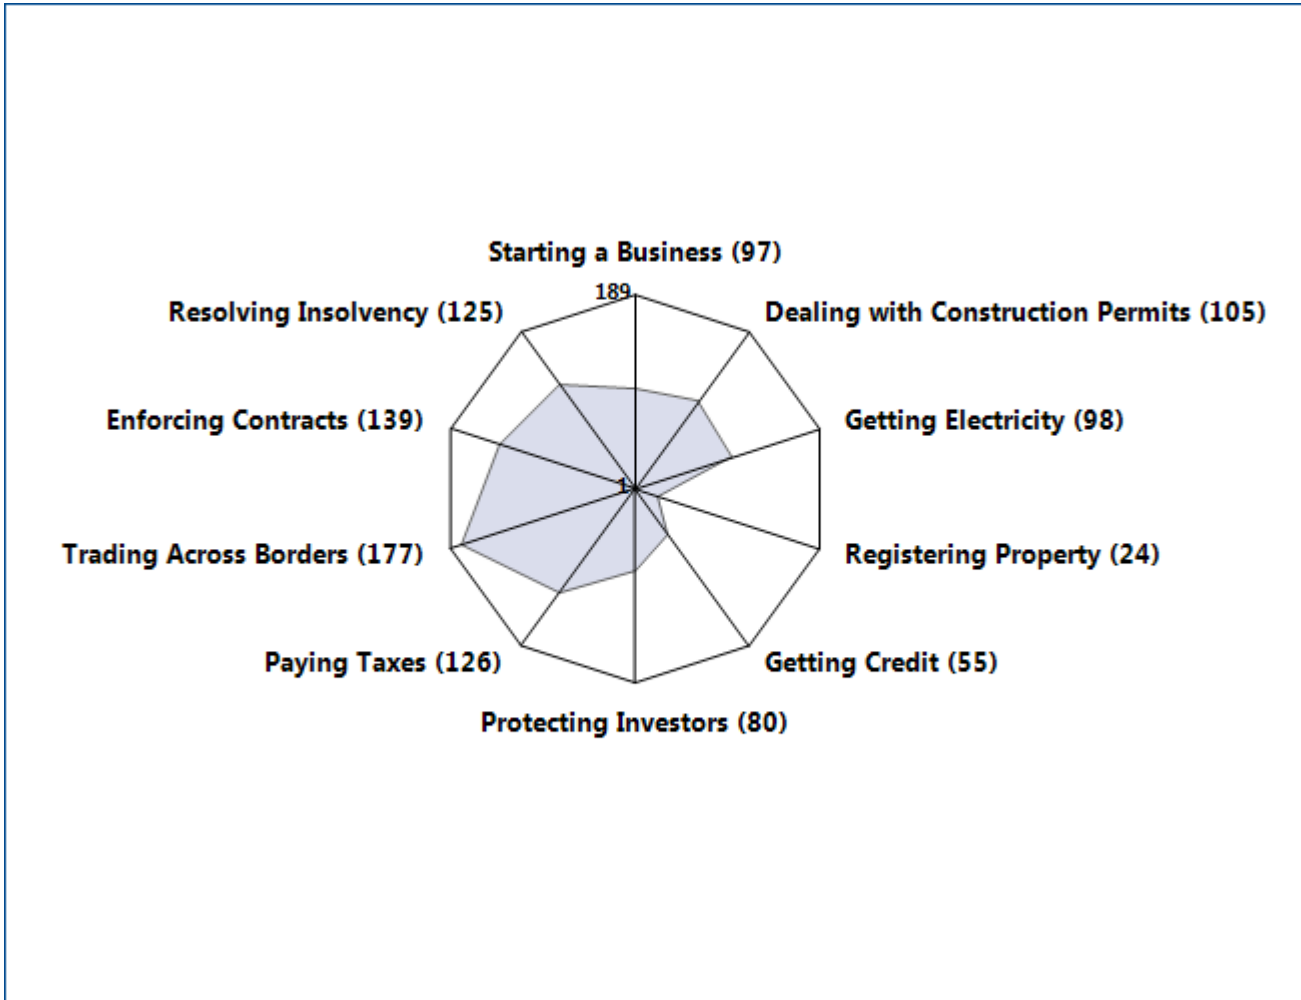 Starting a Business (97)
189
Resolving Insolvency (125)
Dealing with Construction Permits (105)
Enforcing Contracts (139)
Getting Electricity (98)
1
Trading Across Borders (177)
Registering Property (24)
Paying Taxes (126)
Getting Credit (55)
Protecting Investors (80)